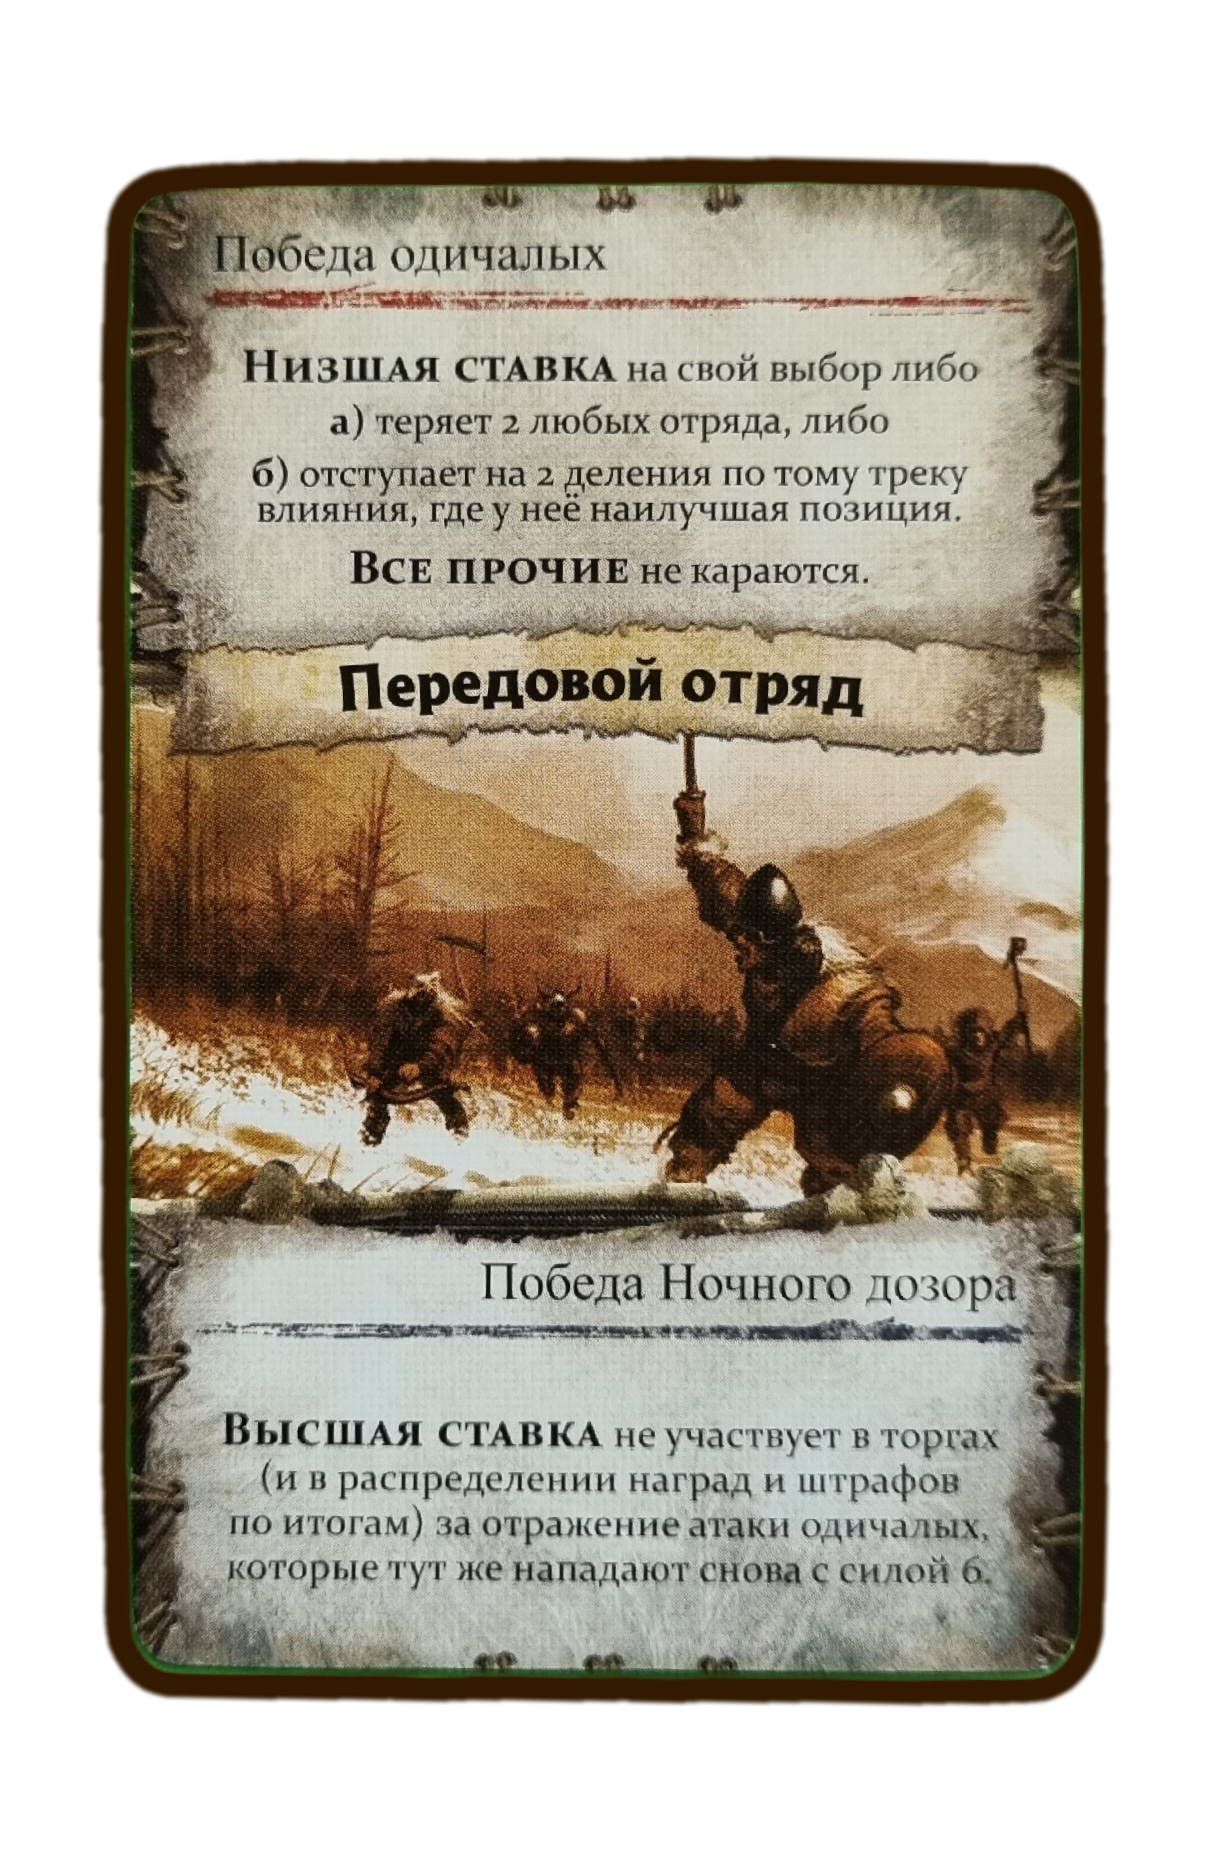 Победа одичалых
Низшая ставка на свой выбор либо
а) теряет 2 любых отряда, либо
б) отступает на 2 деления по тому треку
влияния, где у неё наилучшая позиция.
Все прочие не караются.
Передовой отряд
Победа Ночного дозора
Высшая ставка не участвует в торгах
(и в распределении наград и штрафов
по итогам) за отражение атаки одичалых,
которые тут же нападают снова с силой 6.